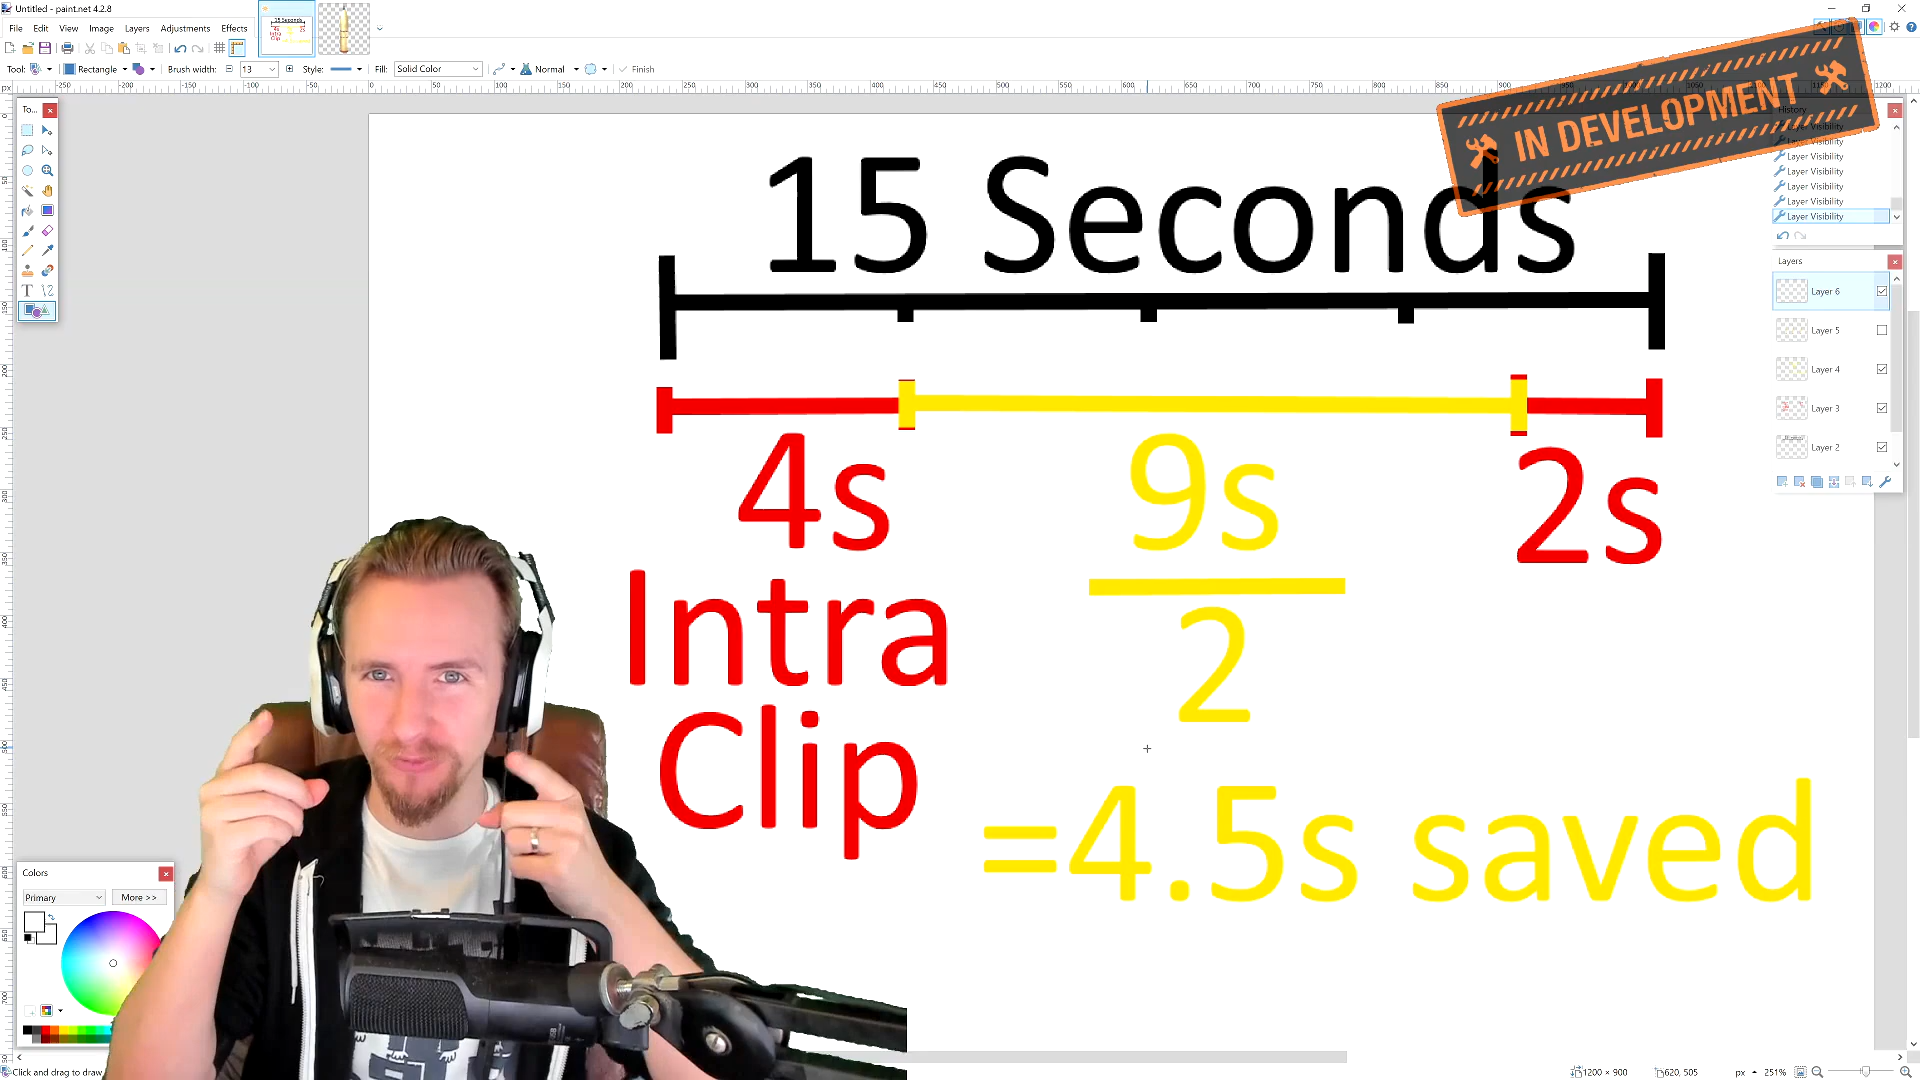 Untitled - paint.net 4.2.8
File Edit View Image Layers Adjustments Effects
Tool: Rectangle Brush width: 13 Style: Fill: Solid Color Normal Finish
IN DEVELOPMENT
To...
History
Layer Visibility
Layer Visibility
Layer Visibility
Layer Visibility
Layer Visibility
Layer Visibility
Layer Visibility
Layers
Layer 6
Layer 5
Layer 4
Layer 3
Layer 2
15 Seconds
4s
9s
2s
2
Intra
Clip
=4.5s saved
Colors
Primary More >>
Click and drag to draw
1200 × 900 620, 505 px 251%